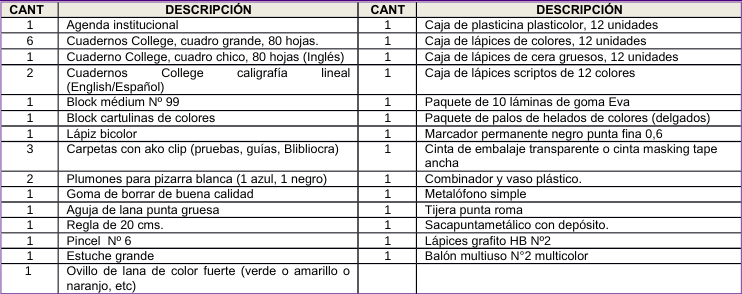 CANT DESCRIPCIÓN CANT DESCRIPCIÓN
1 Agenda institucional 1 Caja de plasticina plasticolor, 12 unidades
6 Cuadernos College, cuadro grande, 80 hojas. 1 Caja de lápices de colores, 12 unidades
1 Cuaderno College, cuadro chico, 80 hojas (Inglés) 1 Caja de lápices de cera gruesos, 12 unidades
2 Cuadernos College caligrafía lineal 1 Caja de lápices scriptos de 12 colores
(English/Español)
1 Block médium Nº 99 1 Paquete de 10 láminas de goma Eva
1 Block cartulinas de colores 1 Paquete de palos de helados de colores (delgados)
1 Lápiz bicolor 1 Marcador permanente negro punta fina 0,6
3 Carpetas con ako clip (pruebas, guías, Blibliocra) 1 Cinta de embalaje transparente o cinta masking tape
ancha
2 Plumones para pizarra blanca (1 azul, 1 negro) 1 Combinador y vaso plástico.
1 Goma de borrar de buena calidad 1 Metalófono simple
1 Aguja de lana punta gruesa 1 Tijera punta roma
1 Regla de 20 cms. 1 Sacapuntametálico con depósito.
1 Pincel Nº 6 1 Lápices grafito HB Nº2
1 Estuche grande 1 Balón multiuso N°2 multicolor
1 Ovillo de lana de color fuerte (verde o amarillo o
naranjo, etc)